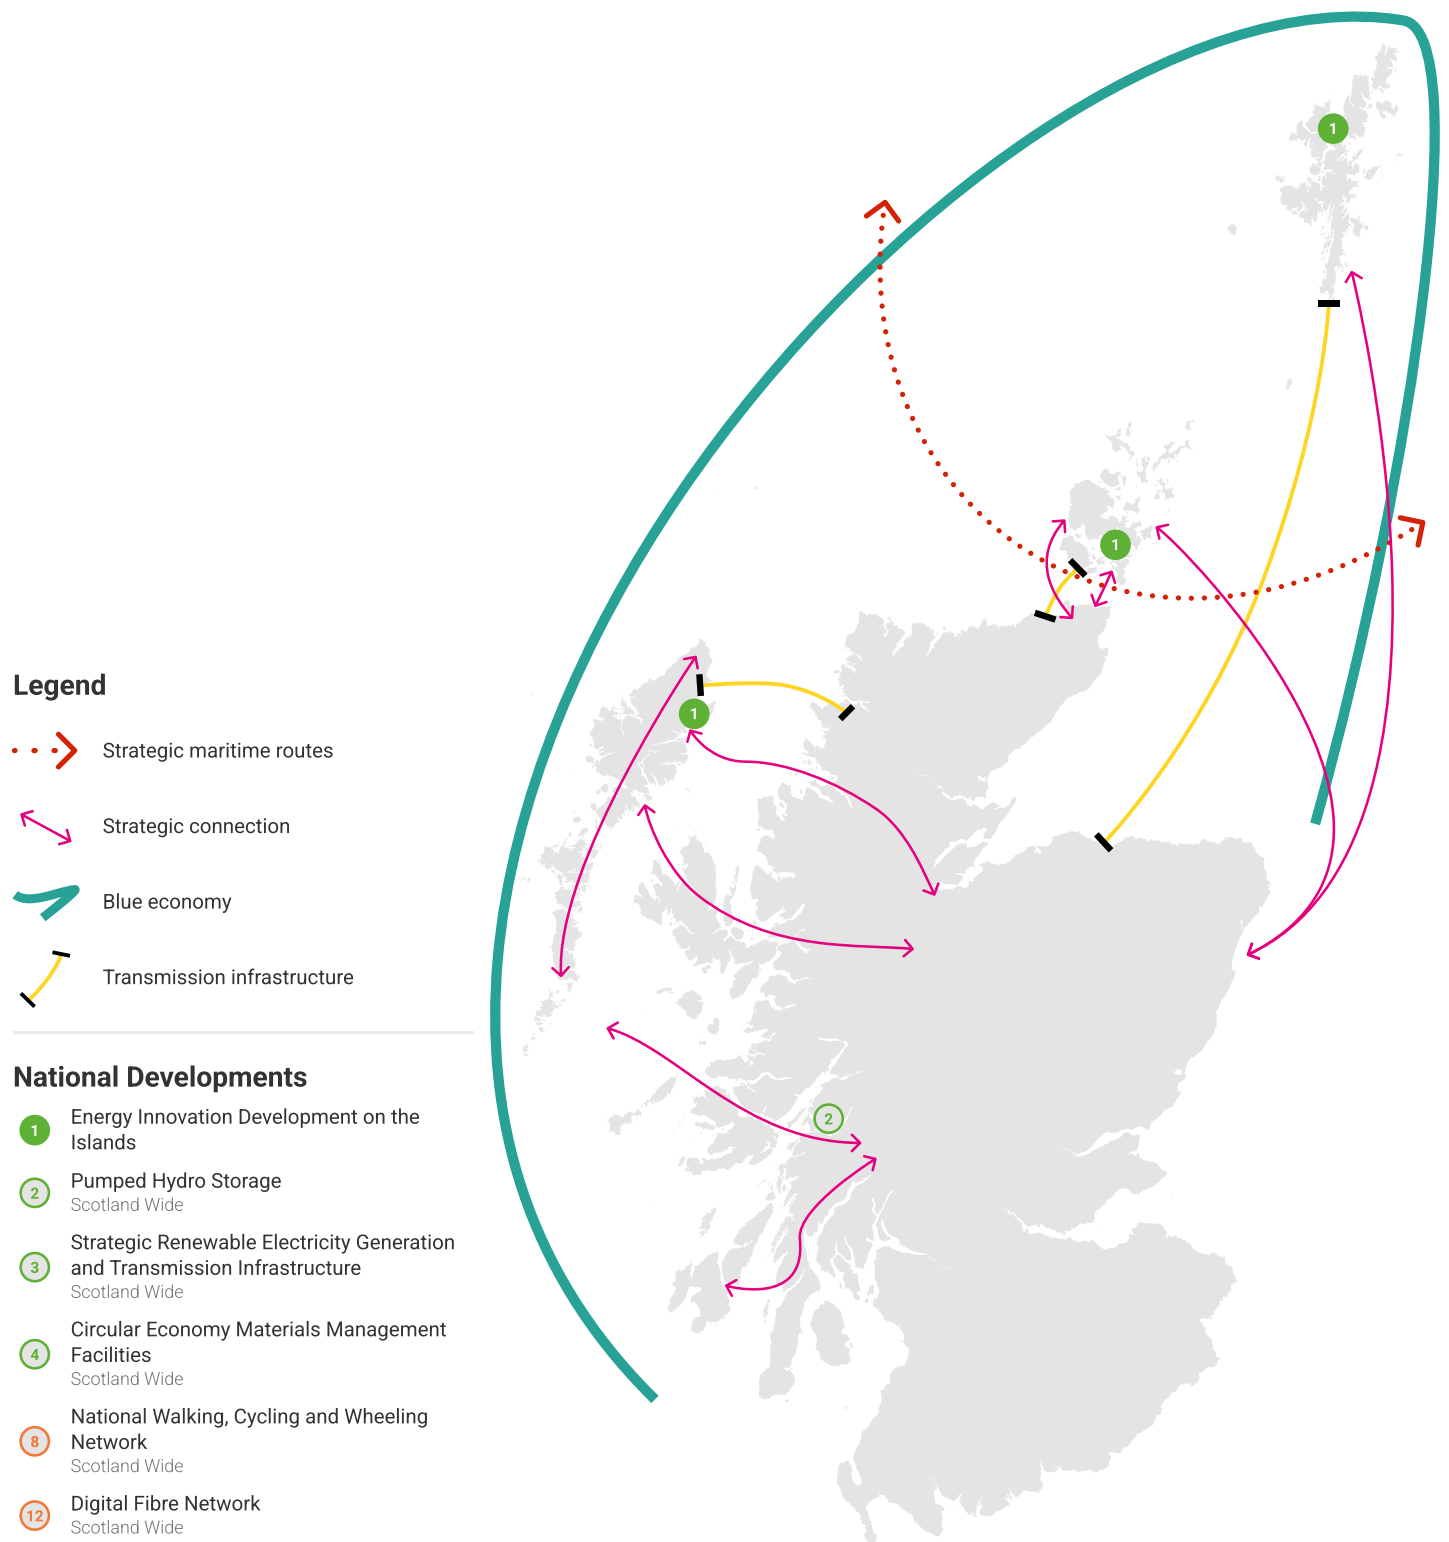 1
1
1
2
Legend
Strategic maritime routes
Strategic connection
Blue economy
Transmission infrastructure
National Developments
1 Energy Innovation Development on the
Islands
2 Pumped Hydro Storage
Scotland Wide
3 Strategic Renewable Electricity Generation
and Transmission Infrastructure
Scotland Wide
4 Circular Economy Materials Management
Facilities
Scotland Wide
8 National Walking, Cycling and Wheeling
Network
Scotland Wide
12 Digital Fibre Network
Scotland Wide